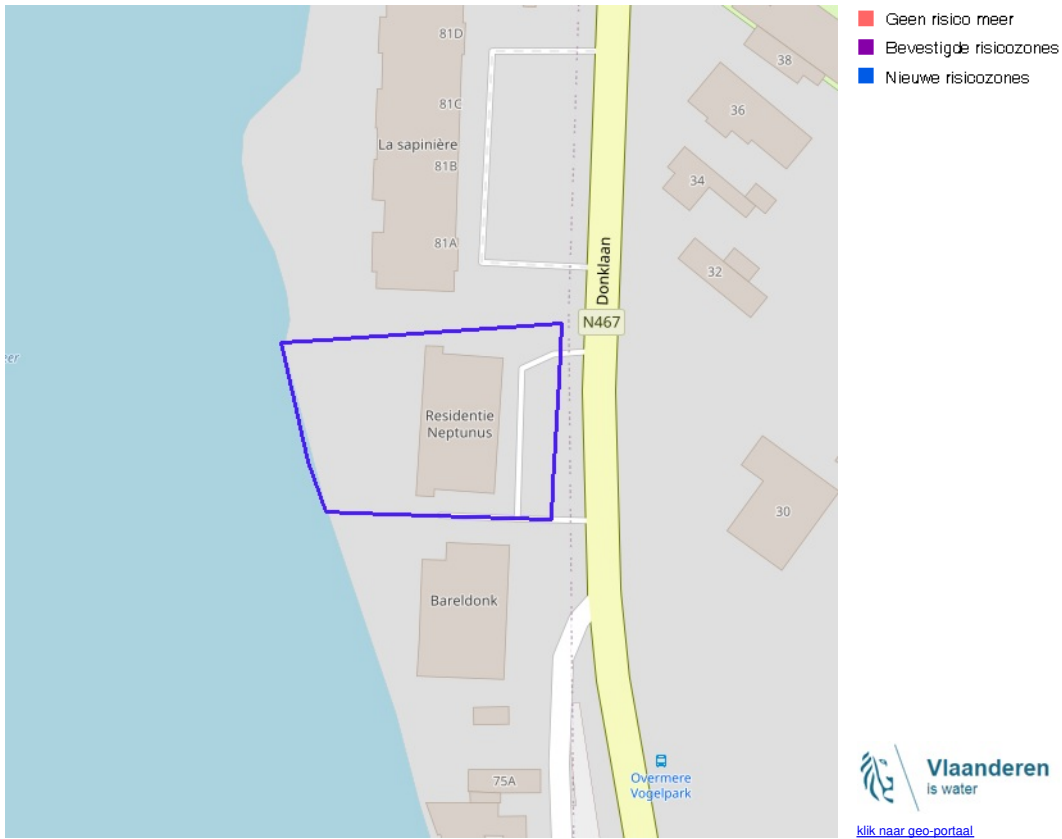 81D
81C
La sapinière
81B
81A
38
36
34
32
Donklaan
N467
eer
Residentie
Neptunus
30
Bareldonk
75A
Overmere
Vogelpark
Geen risico meer
Bevestigde risicozones
Nieuwe risicozones
Vlaanderen
is water
klik naar geo-portaal